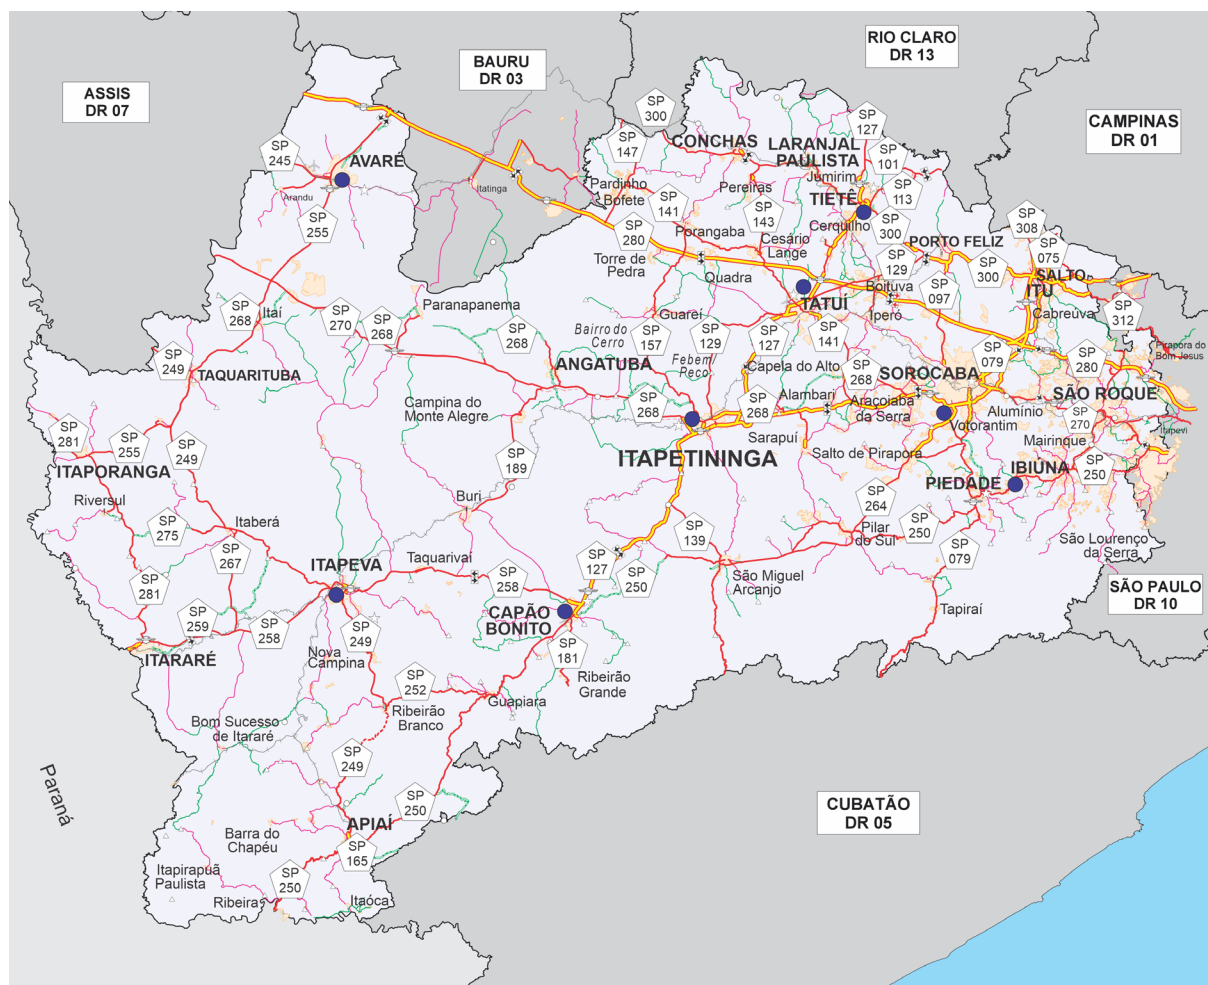 RIO CLARO
DR 13
BAURU
DR 03
ASSIS
DR 07
CAMPINAS
DR 01
SP
300
SP
127
SP
147
CONCHAS
LARANJAL
PAULISTA
SP
101
SP
245
AVARÉ
Jumirim
Itatinga
Pardinho
Bofete
Pereiras
SP
113
Arandu
TIETÊ
SP
141
SP
143
SP
255
SP
280
Porangaba
Cerquilho
SP
300
SP
308
Cesário
Lange
PORTO FELIZ
SP
075
Torre de
Pedra
SP
129
SP
300
Quadra
SALTO
ITU
Boituva
SP
097
Paranapanema
TATUÍ
Iperó
Cabreúva
SP
312
Itaí
SP
268
SP
270
SP
268
SP
268
Guareí
Bairro do
Cerro
SP
157
SP
129
SP
127
SP
141
Pirapora do
Bom Jesus
SP
249
SP
079
SP
280
Febem
Peço
ANGATUBA
Capela do Alto
SP
268
SOROCABA
TAQUARITUBA
Alambari
SÃO ROQUE
Campina do
Monte Alegre
SP
268
SP
268
Araçoiaba
da Serra
Alumínio
SP
270
Votorantim
Itapevi
SP
281
SP
255
SP
249
Sarapuí
Mairinque
ITAPETININGA
Salto de Pirapora
SP
189
ITAPORANGA
IBIUNA
SP
250
PIEDADE
Riversul
Buri
SP
264
SP
275
Itaberá
SP
139
Pilar
do Sul
SP
250
São Lourenço
da Serra
SP
079
SP
267
Taquarivaí
SP
127
ITAPEVA
SP
281
SP
258
SP
250
São Miguel
Arcanjo
SÃO PAULO
DR 10
SP
259
SP
258
CAPÃO
BONITO
Tapiraí
SP
249
ITARARÉ
Nova
Campina
SP
181
SP
252
Ribeirão
Grande
Guapiara
Ribeirão
Branco
Bom Sucesso
de Itararé
SP
249
Paraná
SP
250
CUBATÃO
DR 05
APIAÍ
Barra do
Chapéu
SP
165
Itapirapuã
Paulista
SP
250
Ribeira
Itaóca